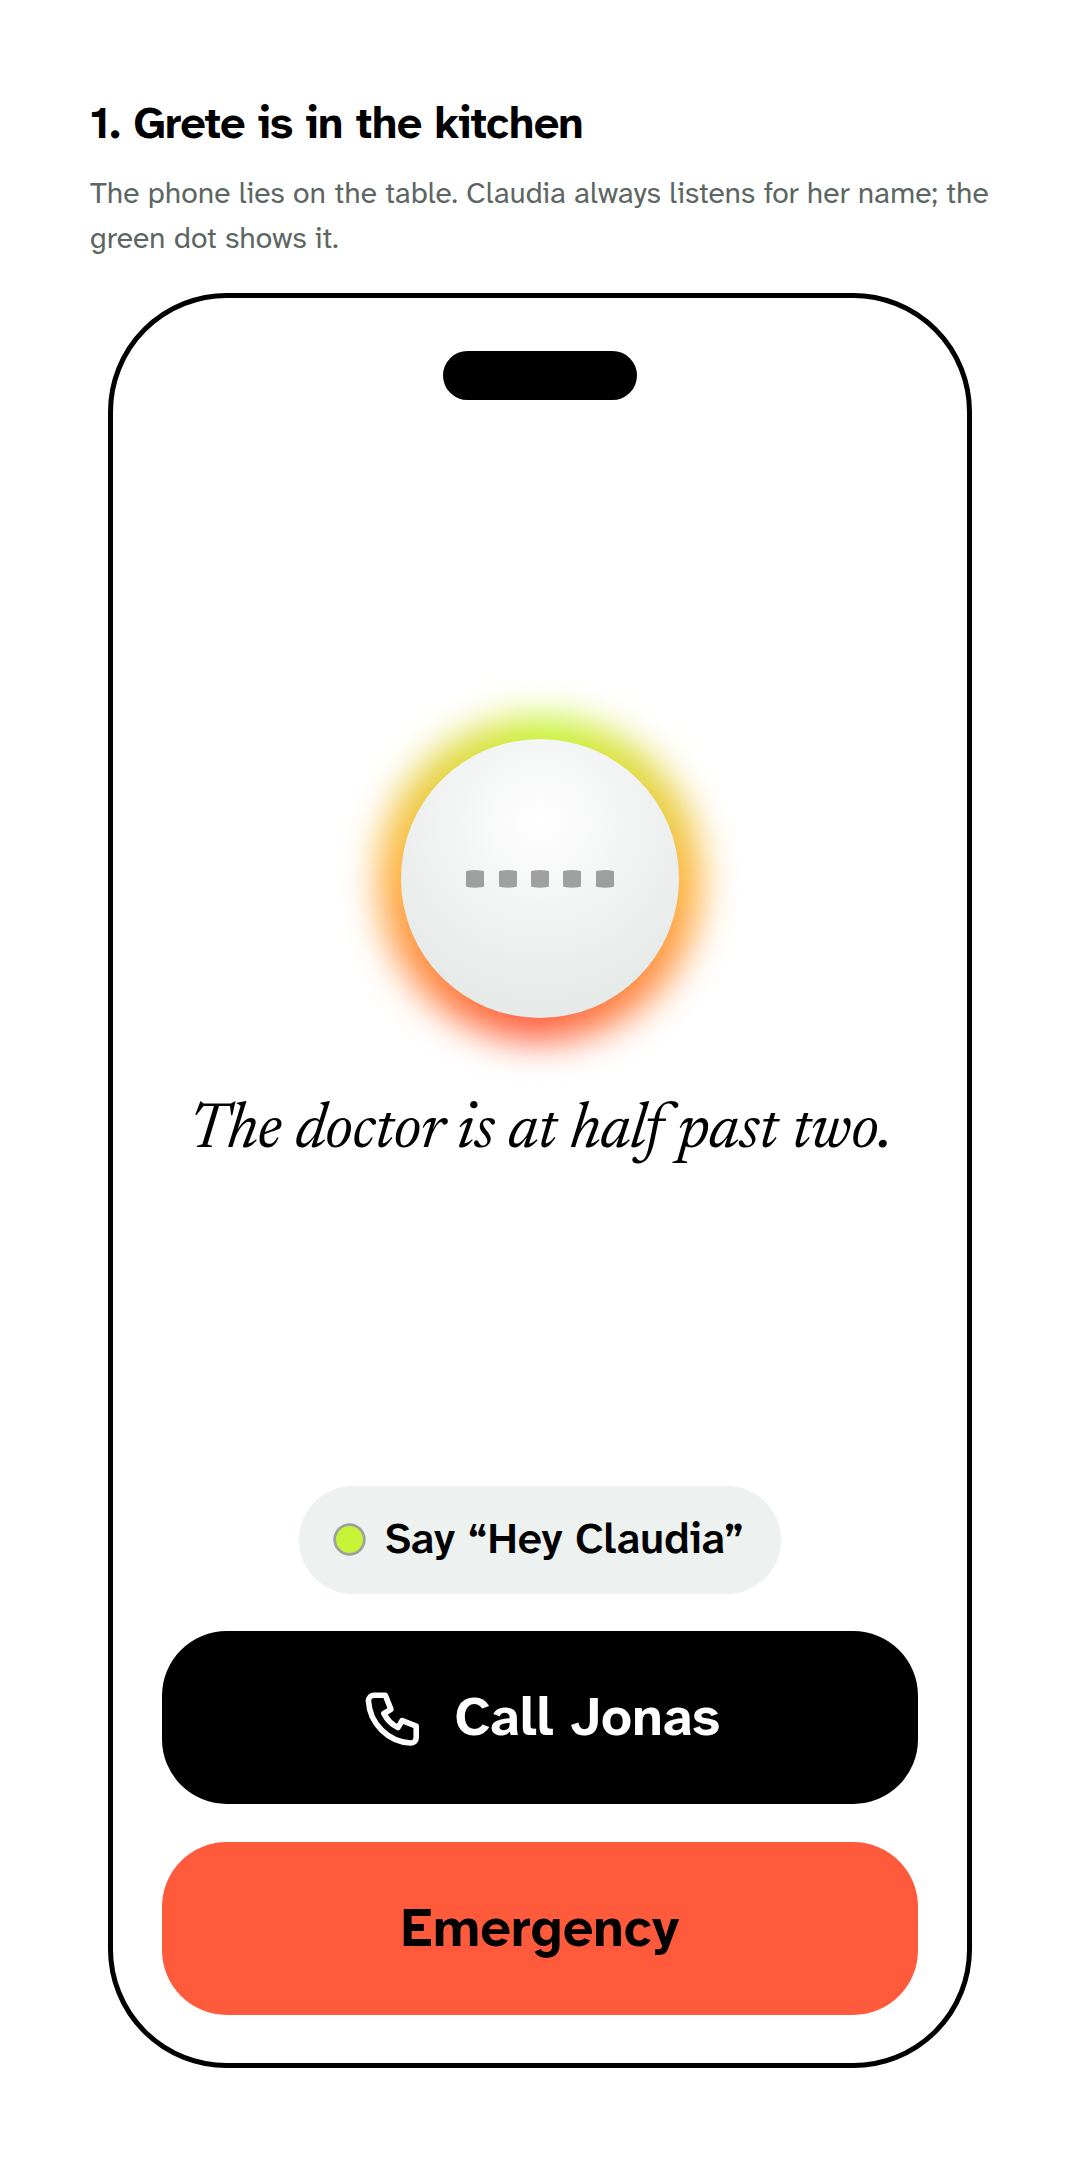 1. Grete is in the kitchen
The phone lies on the table. Claudia always listens for her name; the
green dot shows it.
The doctor is at half past two.
Say “Hey Claudia”
Call Jonas
Emergency